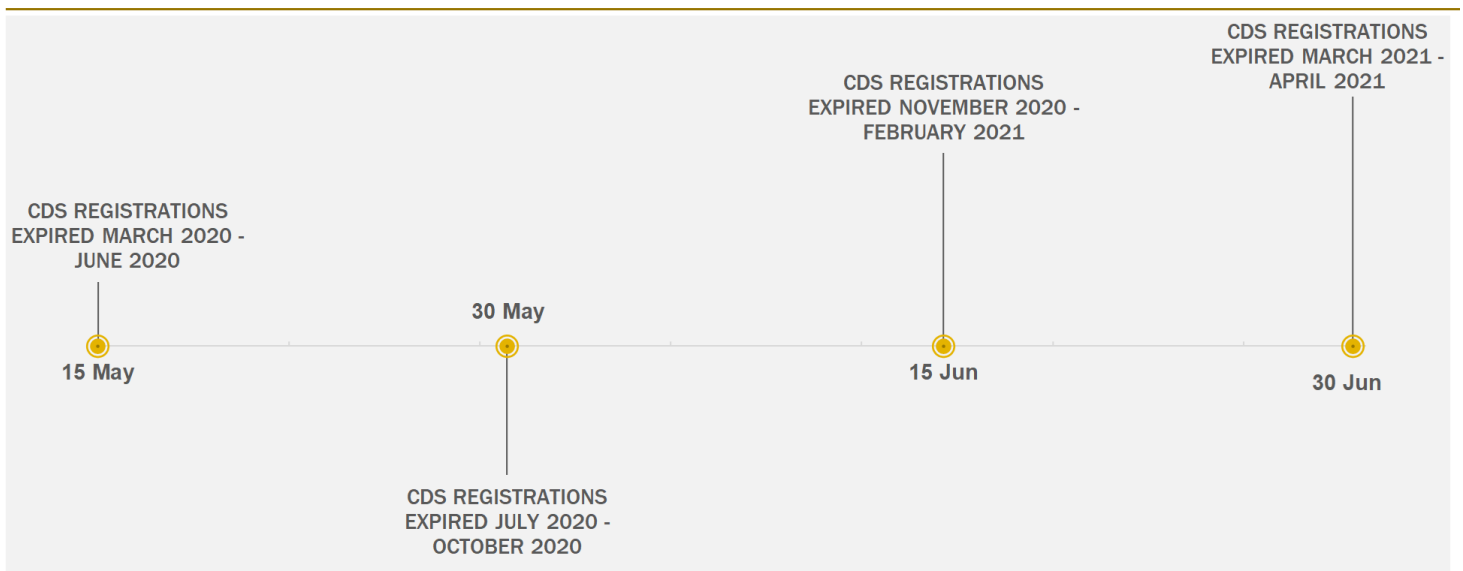 CDS REGISTRATIONS
EXPIRED MARCH 2020 -
JUNE 2020
15 May
30 May
CDS REGISTRATIONS
EXPIRED JULY 2020 -
OCTOBER 2020
CDS REGISTRATIONS
EXPIRED NOVEMBER 2020 -
FEBRUARY 2021
15 Jun
CDS REGISTRATIONS
EXPIRED MARCH 2021 -
APRIL 2021
30 Jun